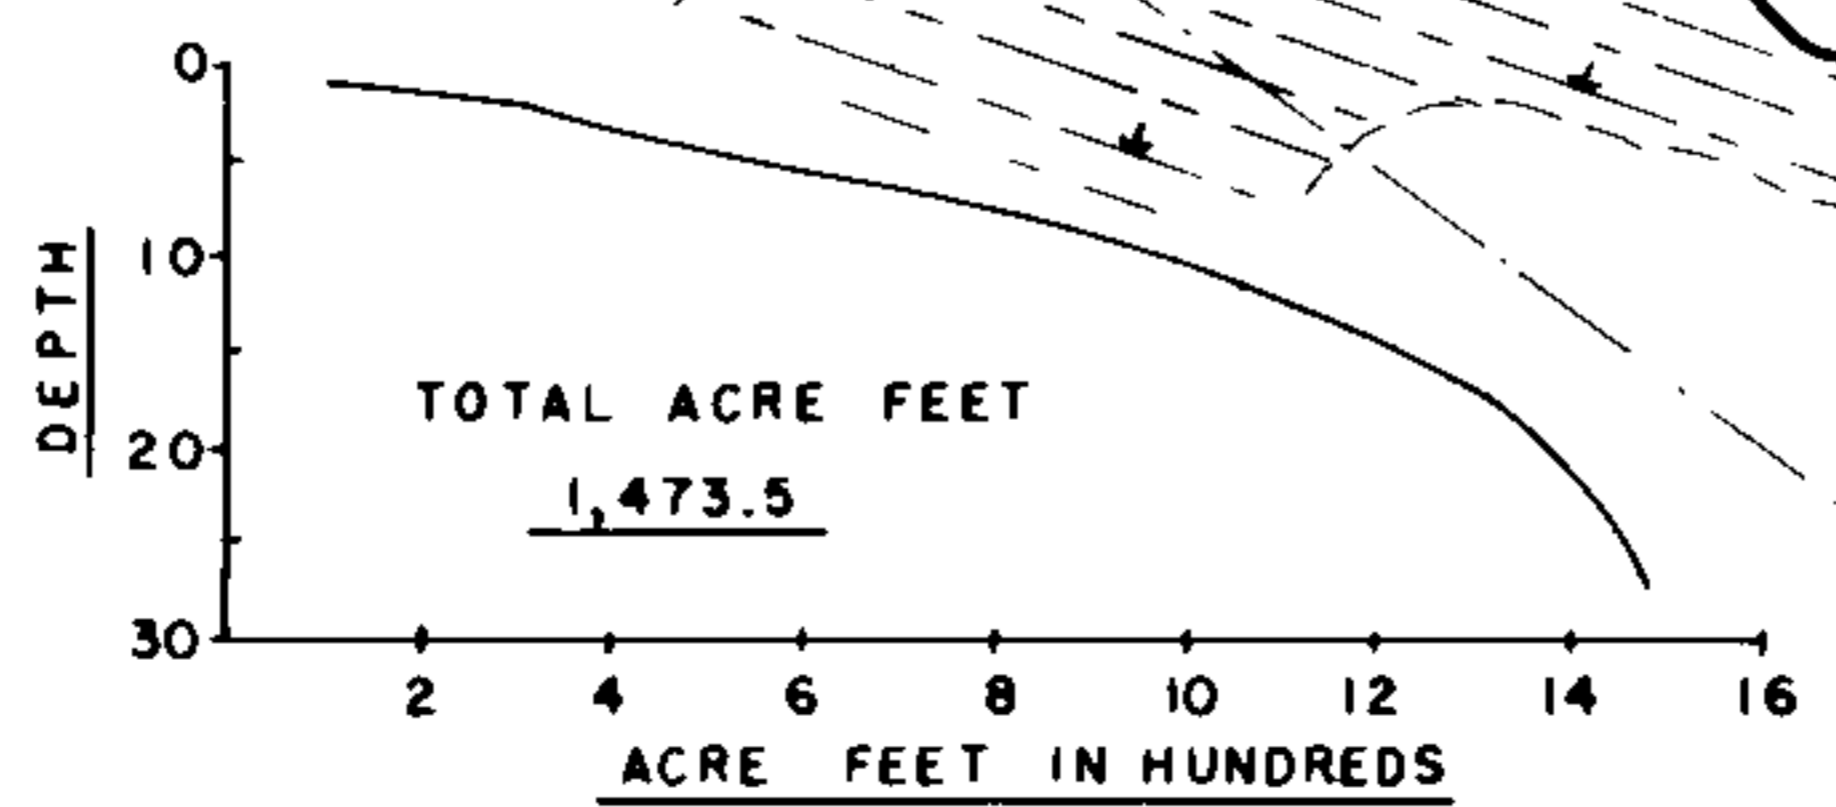 0
10
20
30
DEPTH
TOTAL ACRE FEET
1,473.5
2 4 6 8 10 12 14 16
ACRE FEET IN HUNDREDS